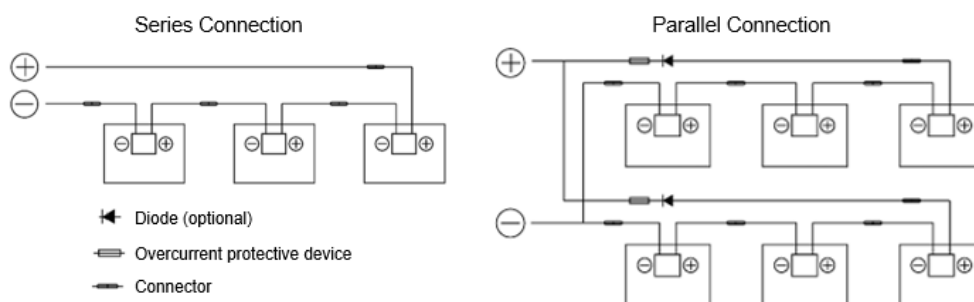 Series Connection
Parallel Connection
Diode (optional)
Overcurrent protective device
Connector